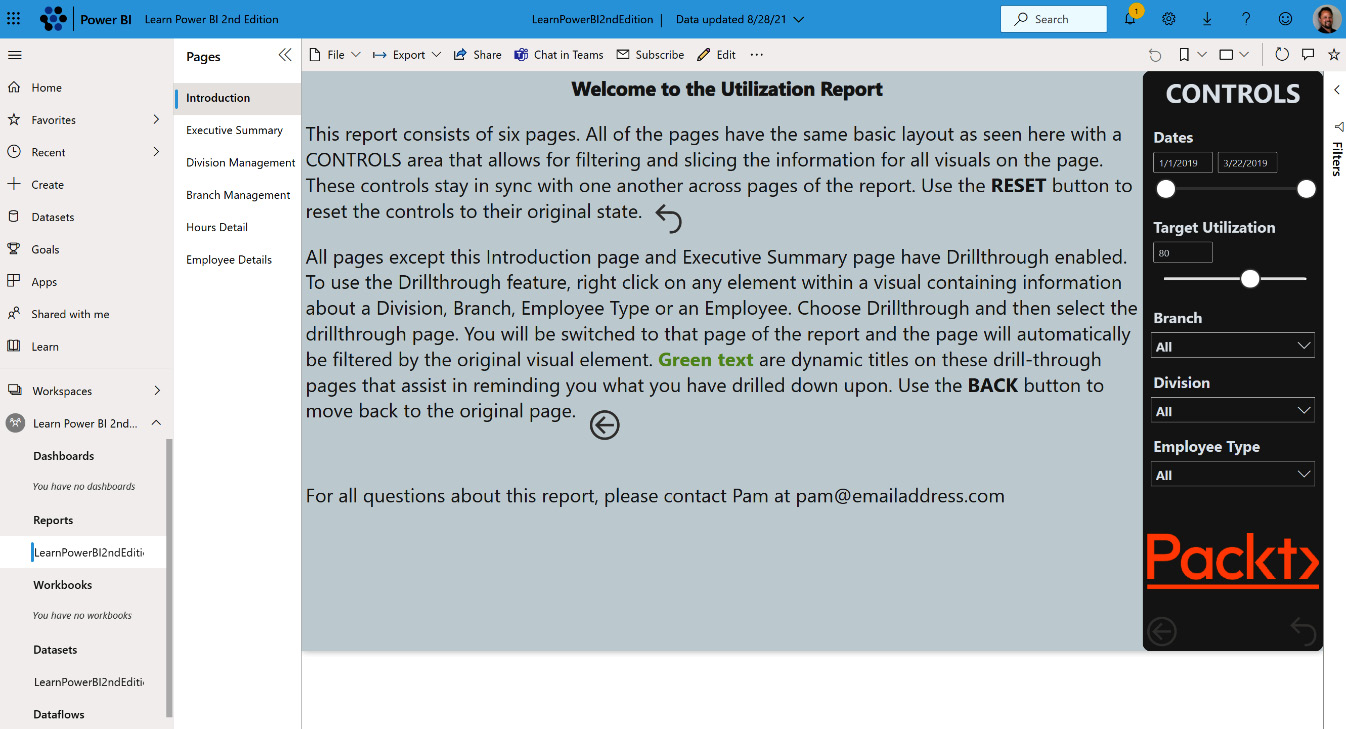 Power BI Learn Power BI 2nd Edition LearnPowerBI2ndEdition | Data updated 8/28/21 Search 1 ?
Pages
File Export Share Chat in Teams Subscribe Edit ...
Home
Favorites
Recent
Create
Datasets
Goals
Apps
Shared with me
Learn
Workspaces
Learn Power BI 2nd...
Dashboards
You have no dashboards
Reports
LearnPowerBI2ndEditi
Workbooks
You have no workbooks
Datasets
LearnPowerBI2ndEditi
Dataflows
Introduction
Executive Summary
Division Management
Branch Management
Hours Detail
Employee Details
Welcome to the Utilization Report
This report consists of six pages. All of the pages have the same basic layout as seen here with a
CONTROLS area that allows for filtering and slicing the information for all visuals on the page.
These controls stay in sync with one another across pages of the report. Use the RESET button to
reset the controls to their original state.
All pages except this Introduction page and Executive Summary page have Drillthrough enabled.
To use the Drillthrough feature, right click on any element within a visual containing information
about a Division, Branch, Employee Type or an Employee. Choose Drillthrough and then select the
drillthrough page. You will be switched to that page of the report and the page will automatically
be filtered by the original visual element. Green text are dynamic titles on these drill-through
pages that assist in reminding you what you have drilled down upon. Use the BACK button to
move back to the original page.
For all questions about this report, please contact Pam at pam@emailaddress.com
CONTROLS
Dates
1/1/2019 3/22/2019
Target Utilization
80
Branch
All
Division
All
Employee Type
All
Packt
Filters